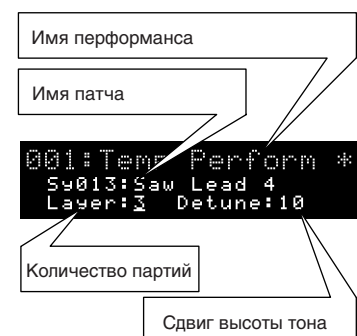 Имя перформанса
Имя патча
001:Temp Perform *
Sy013:Saw Lead 4
Layer:3 Detune:10
Количество партий
Сдвиг высоты тона